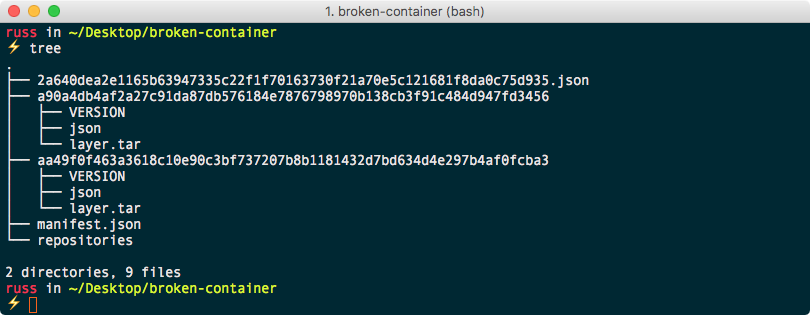 1. broken-container (bash)
russ in ~/Desktop/broken-container
⚡ tree
.
├── 2a640dea2e1165b63947335c22f1f70163730f21a70e5c121681f8da0c75d935.json
├── a90a4db4af2a27c91da87db576184e7876798970b138cb3f91c484d947fd3456
│   ├── VERSION
│   ├── json
│   └── layer.tar
├── aa49f0f463a3618c10e90c3bf737207b8b1181432d7bd634d4e297b4af0fcba3
│   ├── VERSION
│   ├── json
│   └── layer.tar
├── manifest.json
└── repositories
2 directories, 9 files
russ in ~/Desktop/broken-container
⚡